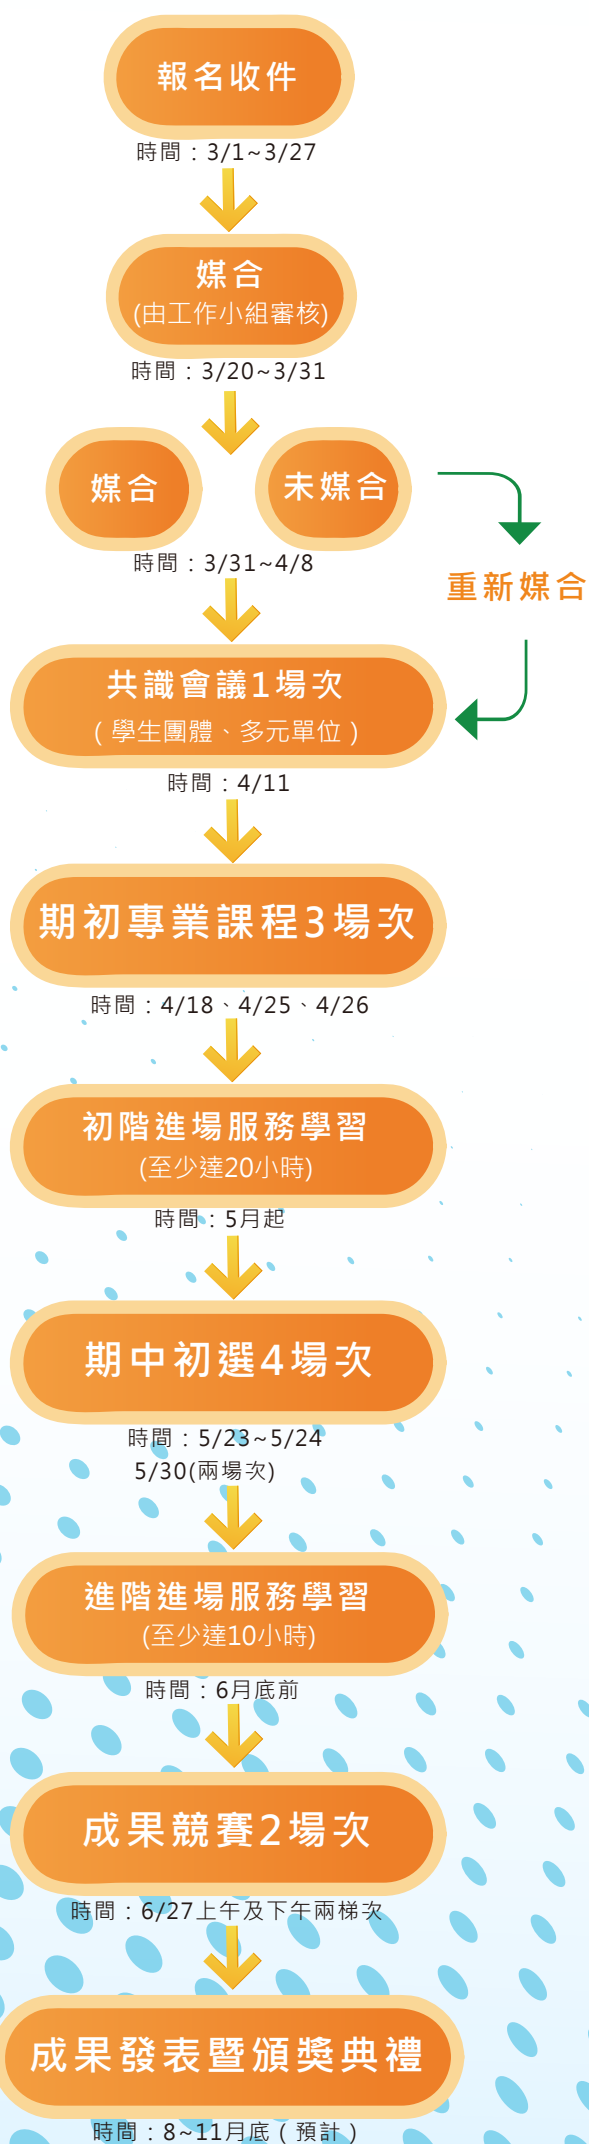 報名收件
時間：3/1~3/27
媒合
(由工作小組審核)
時間：3/20~3/31
媒合
未媒合
時間：3/31~4/8
重新媒合
共識會議1場次
（學生團體、多元單位）
時間：4/11
期初專業課程3場次
時間：4/18、4/25、4/26
初階進場服務學習
(至少達20小時)
時間：5月起
期中初選4場次
時間：5/23~5/24
5/30(兩場次)
進階進場服務學習
(至少達10小時)
時間：6月底前
成果競賽2場次
時間：6/27上午及下午兩梯次
成果發表暨頒獎典禮
時間：8~11月底（預計）